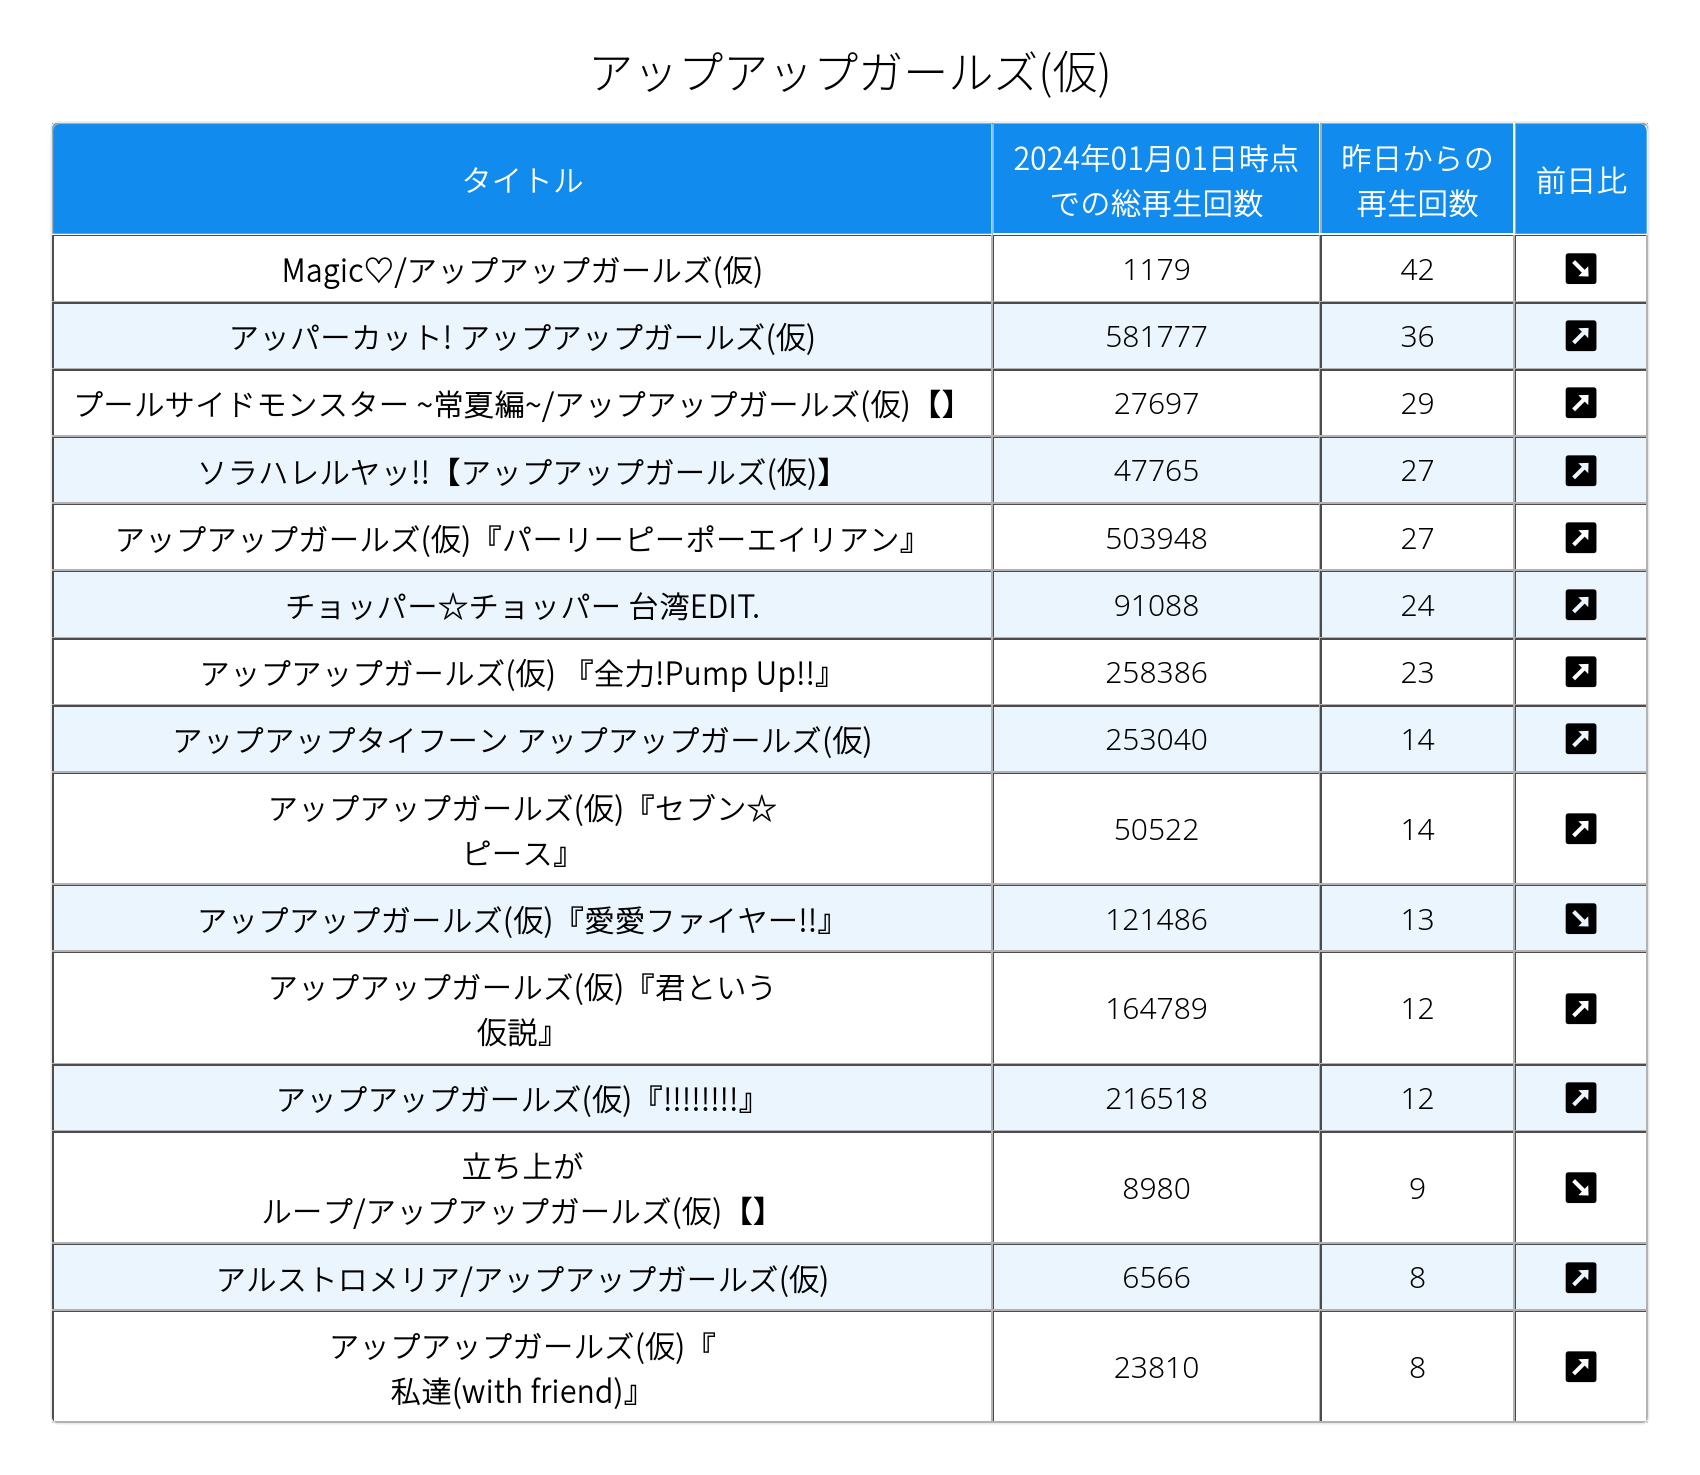 アップアップガールズ(仮)
タイトル
2024年01月01日時点
での総再生回数
昨日からの
再生回数
前日比
Magic♡/アップアップガールズ(仮)
1179
42
アッパーカット! アップアップガールズ(仮)
581777
36
プールサイドモンスター ~常夏編~/アップアップガールズ(仮)【】
27697
29
ソラハレルヤッ!!【アップアップガールズ(仮)】
47765
27
アップアップガールズ(仮)『パーリーピーポーエイリアン』
503948
27
チョッパー☆チョッパー 台湾EDIT.
91088
24
アップアップガールズ(仮) 『全力!Pump Up!!』
258386
23
アップアップタイフーン アップアップガールズ(仮)
253040
14
アップアップガールズ(仮)『セブン☆
ピース』
50522
14
アップアップガールズ(仮)『愛愛ファイヤー!!』
121486
13
アップアップガールズ(仮)『君という
仮説』
164789
12
アップアップガールズ(仮)『!!!!!!!!』
216518
12
立ち上が
ループ/アップアップガールズ(仮)【】
8980
9
アルストロメリア/アップアップガールズ(仮)
6566
8
アップアップガールズ(仮)『
私達(with friend)』
23810
8